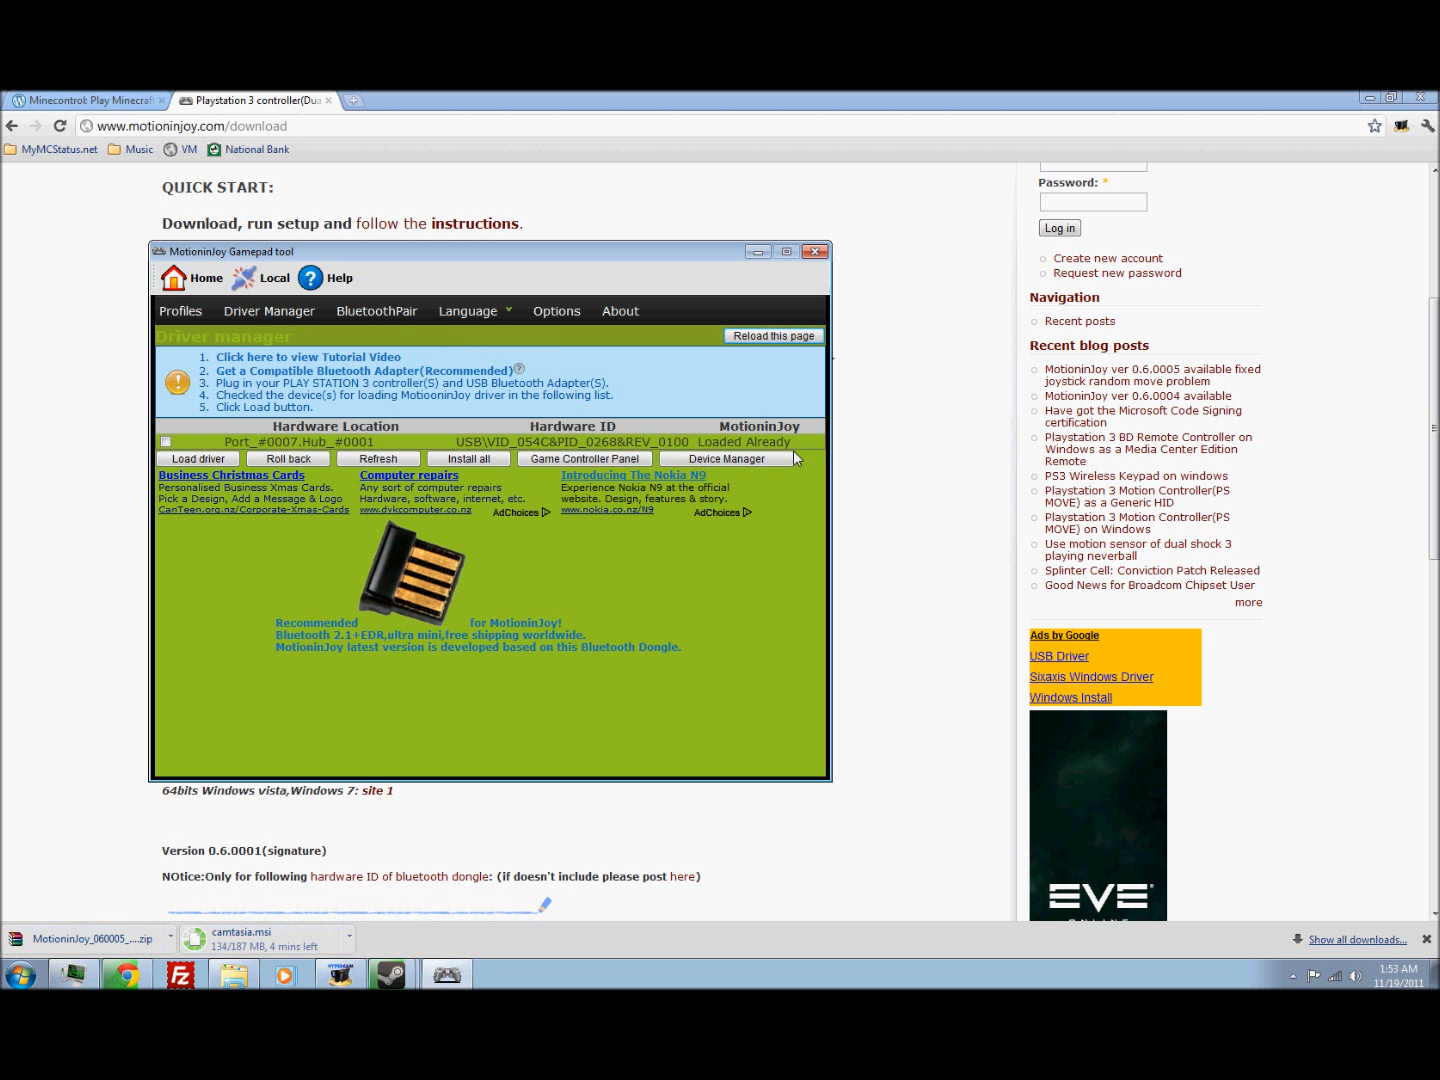 Minecontrol: Play Minecraft
Playstation 3 controller(Dua
www.motioninjoy.com/download
MyMCStatus.net
Music
VM
National Bank
QUICK START:
Download, run setup and follow the instructions.
MotioninJoy Gamepad tool
Home
Local
Help
Profiles
Driver Manager
BluetoothPair
Language
Options
About
Driver manager
Reload this page
1. Click here to view Tutorial Video
2. Get a Compatible Bluetooth Adapter(Recommended)
3. Plug in your PLAY STATION 3 controller(S) and USB Bluetooth Adapter(S).
4. Checked the device(s) for loading MotiooninJoy driver in the following list.
5. Click Load button.
Hardware Location Hardware ID MotioninJoy
Port_#0007.Hub_#0001 USB\VID_054C&PID_0268&REV_0100 Loaded Already
Load driver
Roll back
Refresh
Install all
Game Controller Panel
Device Manager
Business Christmas Cards
Personalised Business Xmas Cards.
Pick a Design, Add a Message & Logo
CanTeen.org.nz/Corporate-Xmas-Cards
Computer repairs
Any sort of computer repairs
Hardware, software, internet, etc.
www.dvkcomputer.co.nz
AdChoices
Introducing The Nokia N9
Experience Nokia N9 at the official
website. Design, features & story.
www.nokia.co.nz/N9
AdChoices
Recommended for MotioninJoy!
Bluetooth 2.1+EDR,ultra mini,free shipping worldwide.
MotioninJoy latest version is developed based on this Bluetooth Dongle.
64bits Windows vista,Windows 7: site 1
Version 0.6.0001(signature)
NOtice:Only for following hardware ID of bluetooth dongle: (if doesn't include please post here)
Password: *
Log in
Create new account
Request new password
Navigation
Recent posts
Recent blog posts
MotioninJoy ver 0.6.0005 available fixed
joystick random move problem
MotioninJoy ver 0.6.0004 available
Have got the Microsoft Code Signing
certification
Playstation 3 BD Remote Controller on
Windows as a Media Center Edition
Remote
PS3 Wireless Keypad on windows
Playstation 3 Motion Controller(PS
MOVE) as a Generic HID
Playstation 3 Motion Controller(PS
MOVE) on Windows
Use motion sensor of dual shock 3
playing neverball
Splinter Cell: Conviction Patch Released
Good News for Broadcom Chipset User
more
Ads by Google
USB Driver
Sixaxis Windows Driver
Windows Install
EVE
MotioninJoy_060005_....zip
camtasia.msi
134/187 MB, 4 mins left
Show all downloads...
1:53 AM
11/19/2011